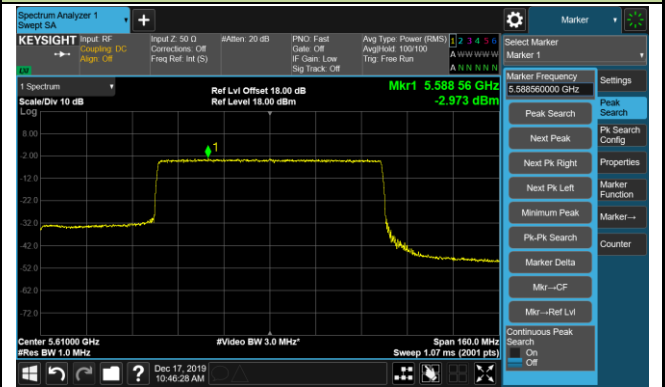 Spectrum Analyzer 1
Swept SA
+
Marker
KEYSIGHT
Input: RF
Coupling: DC
Align: Off
Input Z: 50 Ω
Corrections: Off
Freq Ref: Int (S)
#Atten: 20 dB
PNO: Fast
Gate: Off
IF Gain: Low
Sig Track: Off
Avg Type: Power (RMS)
Avg|Hold: 100/100
Trig: Free Run
1 2 3 4 5 6
A W W W W W
A N N N N N
Select Marker
Marker 1
1 Spectrum
Scale/Div 10 dB
Log
Ref Lvl Offset 18.00 dB
Ref Level 18.00 dBm
Mkr1 5.588 56 GHz
-2.973 dBm
1
8.00
-2.00
-12.0
-22.0
-32.0
-42.0
-52.0
-62.0
-72.0
Center 5.61000 GHz
#Res BW 1.0 MHz
#Video BW 3.0 MHz*
Span 160.0 MHz
Sweep 1.07 ms (2001 pts)
Marker Frequency
5.588560000 GHz
Peak Search
Next Peak
Next Pk Right
Next Pk Left
Minimum Peak
Pk-Pk Search
Marker Delta
Mkr→CF
Mkr→Ref Lvl
Continuous Peak
Search
On
Off
Settings
Peak
Search
Pk Search
Config
Properties
Marker
Function
Marker→
Counter
?
Dec 17, 2019
10:46:28 AM